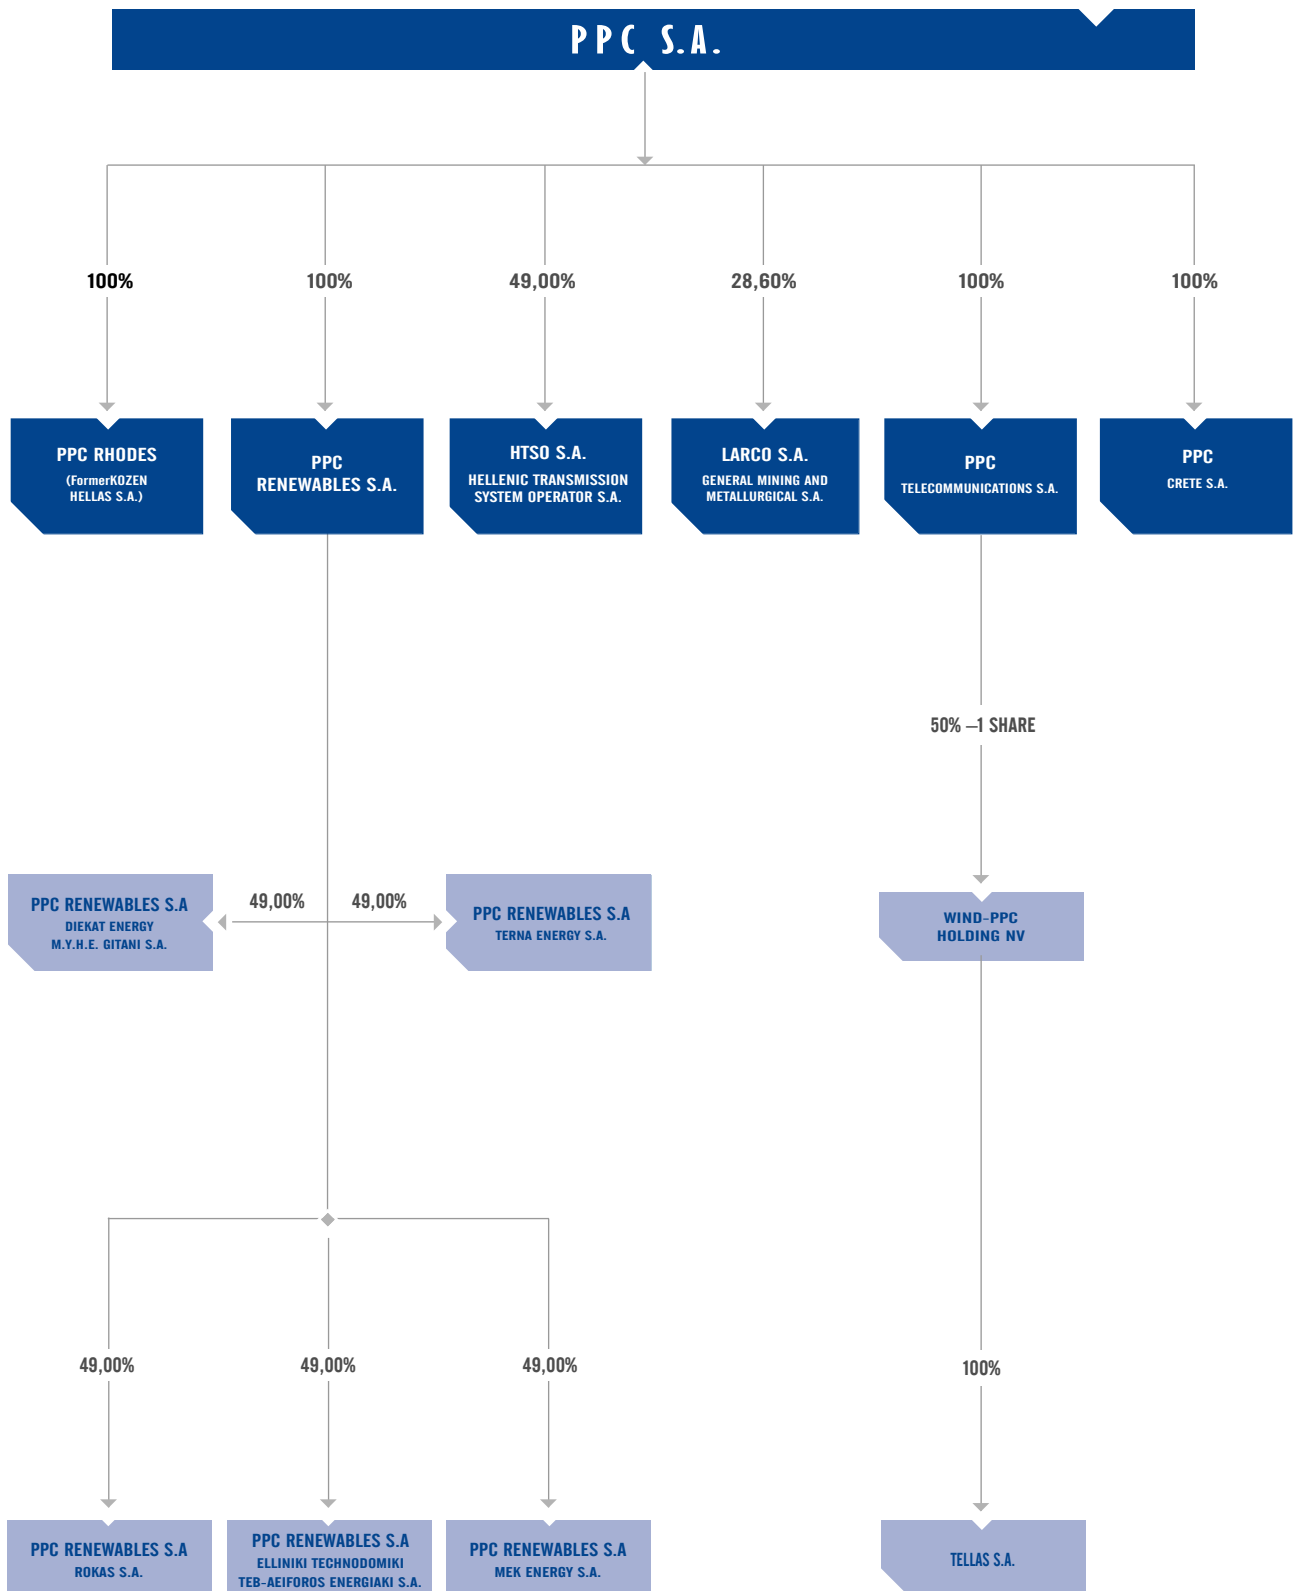 PPC S.A.
100%
100%
49,00%
28,60%
100%
100%
PPC RHODES
(FormerKOZEN
HELLAS S.A.)
PPC
RENEWABLES S.A.
HTSO S.A.
HELLENIC TRANSMISSION
SYSTEM OPERATOR S.A.
LARCO S.A.
GENERAL MINING AND
METALLURGICAL S.A.
PPC
TELECOMMUNICATIONS S.A.
PPC
CRETE S.A.
50% –1 SHARE
PPC RENEWABLES S.A
DIEKAT ENERGY
M.Y.H.E. GITANI S.A.
49,00%
49,00%
PPC RENEWABLES S.A
TERNA ENERGY S.A.
WIND-PPC
HOLDING NV
49,00%
49,00%
49,00%
100%
PPC RENEWABLES S.A
ROKAS S.A.
PPC RENEWABLES S.A
ELLINIKI TECHNODOMIKI
TEB-AEIFOROS ENERGIAKI S.A.
PPC RENEWABLES S.A
MEK ENERGY S.A.
TELLAS S.A.